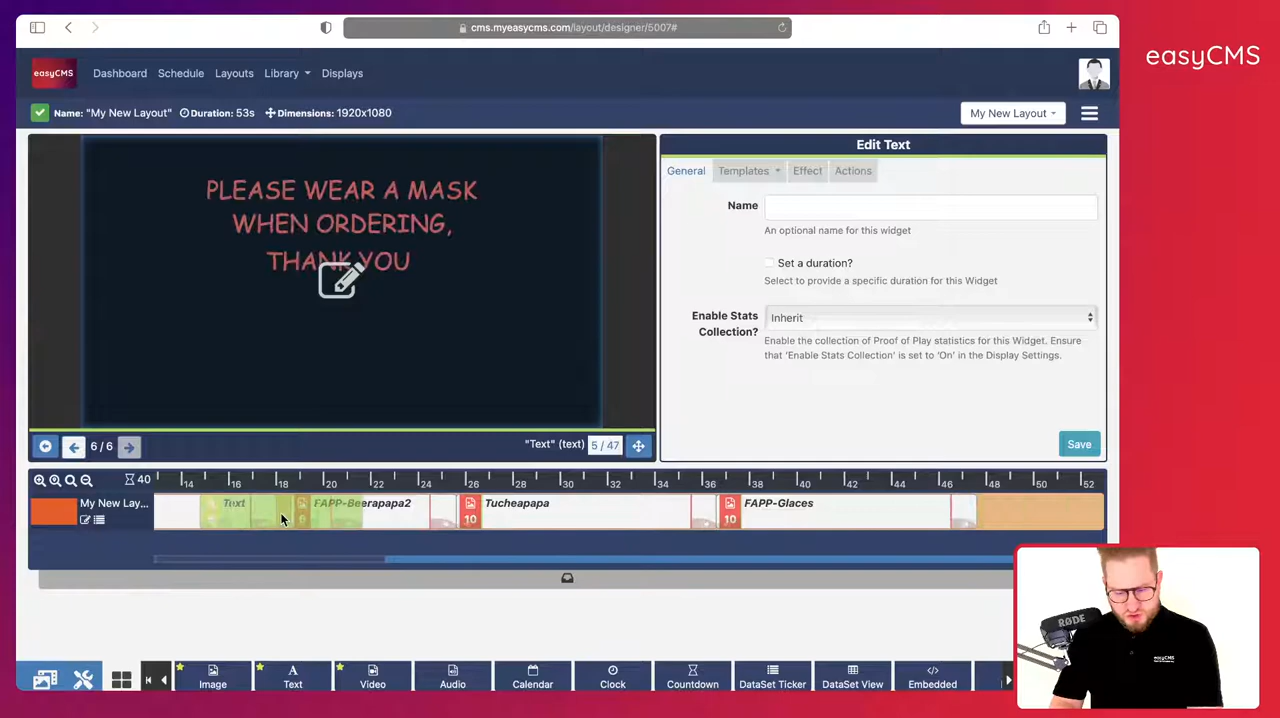 cms.myeasycms.com/layout/designer/5007#
easyCMS
easyCMS
Dashboard
Schedule
Layouts
Library
Displays
Name: "My New Layout"
Duration: 53s
Dimensions: 1920x1080
My New Layout
PLEASE WEAR A MASK
WHEN ORDERING,
THANK YOU
Edit Text
General
Templates
Effect
Actions
Name
An optional name for this widget
Set a duration?
Select to provide a specific duration for this Widget
Enable Stats
Collection?
Inherit
Enable the collection of Proof of Play statistics for this Widget. Ensure
that 'Enable Stats Collection' is set to 'On' in the Display Settings.
Save
6/6
"Text" (text)
5 / 47
40
14 16 18 20 22 24 26 28 30 32 34 36 38 40 42 44 46 48 50 52
My New Lay...
Text
FAPP-Beerapapa2
10
Tucheapapa
10
FAPP-Glaces
RØDE
easyCMS
Image
Text
Video
Audio
Calendar
Clock
Countdown
DataSet Ticker
DataSet View
Embedded